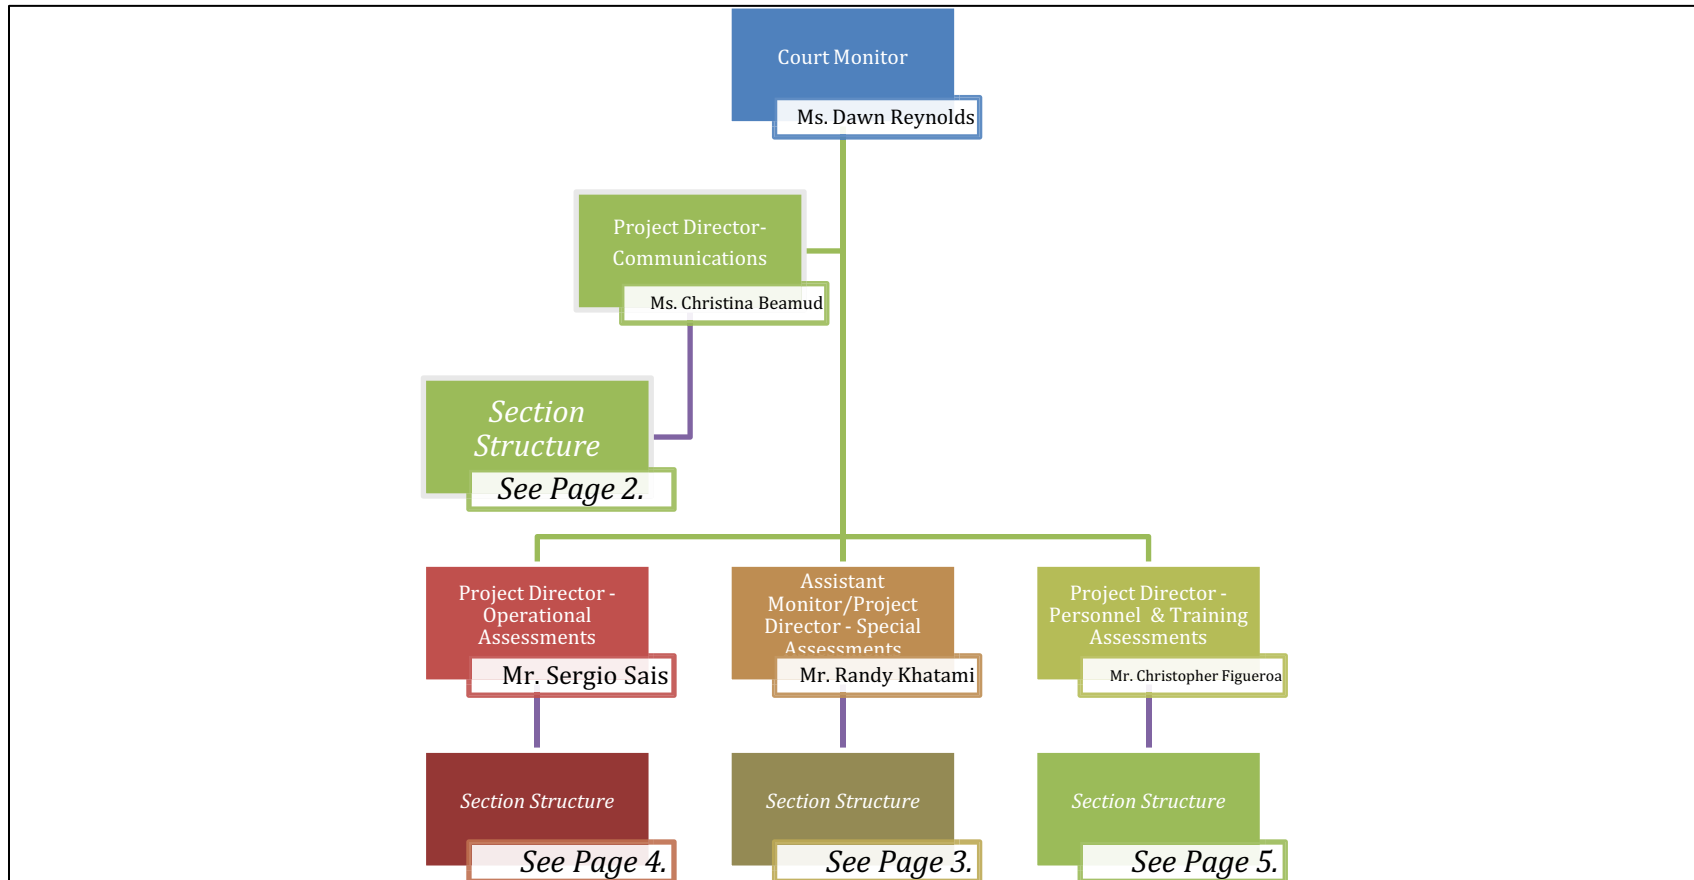 Court Monitor
Ms. Dawn Reynolds
Project Director-
Communications
Ms. Christina Beamud
Section
Structure
See Page 2.
Project Director -
Operational
Assessments
Mr. Sergio Sais
Assistant
Monitor/Project
Director - Special
Assessments
Mr. Randy Khatami
Project Director -
Personnel & Training
Assessments
Mr. Christopher Figueroa
Section Structure
See Page 4.
Section Structure
See Page 3.
Section Structure
See Page 5.